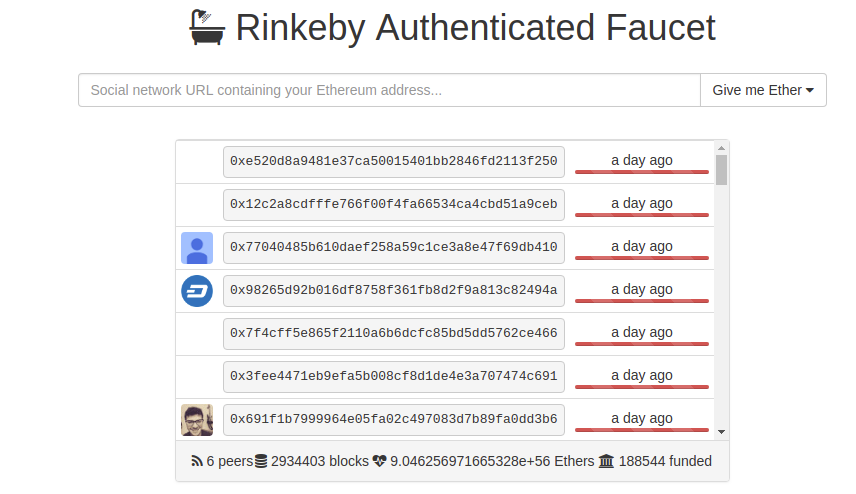 Rinkeby Authenticated Faucet
Social network URL containing your Ethereum address...
Give me Ether
0xe520d8a9481e37ca50015401bb2846fd2113f250 a day ago
0x12c2a8cdfffe766f00f4fa66534ca4cbd51a9ceb a day ago
0x77040485b610daef258a59c1ce3a8e47f69db410 a day ago
0x98265d92b016df8758f361fb8d2f9a813c82494a a day ago
0x7f4cff5e865f2110a6b6dcfc85bd5dd5762ce466 a day ago
0x3fee4471eb9efa5b008cf8d1de4e3a707474c691 a day ago
0x691f1b7999964e05fa02c497083d7b89fa0dd3b6 a day ago
6 peers 2934403 blocks 9.046256971665328e+56 Ethers 188544 funded